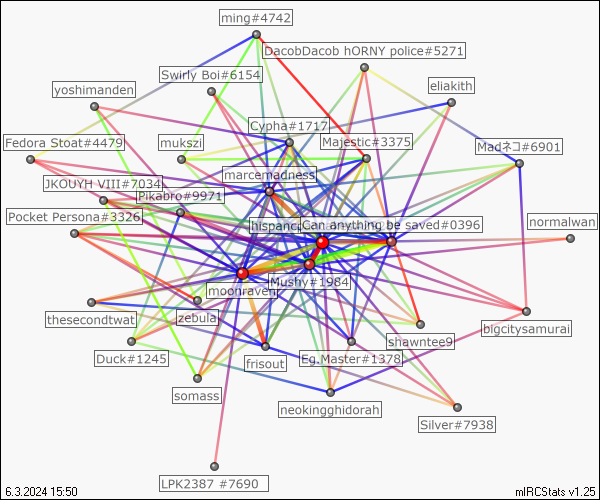 ming#4742
DacobDacob hORNY police#5271
Swirly Boi#6154
yoshimanden
eliakith
Cypha#1717
Fedora Stoat#4479
mukszi
Majestic#3375
Madネコ#6901
marcemadness
JKOUYH VIII#7034
Pikabro#9971
Pocket Persona#3326
hispanic
Can anything be saved#0396
normalwan
moonraven
Mushy#1984
thesecondtwat
zebula
bigcitysamurai
shawntee9
Duck#1245
frisout
Eg.Master#1378
somass
neokingghidorah
Silver#7938
LPK2387 #7690
6.3.2024 15:50
mIRCStats v1.25